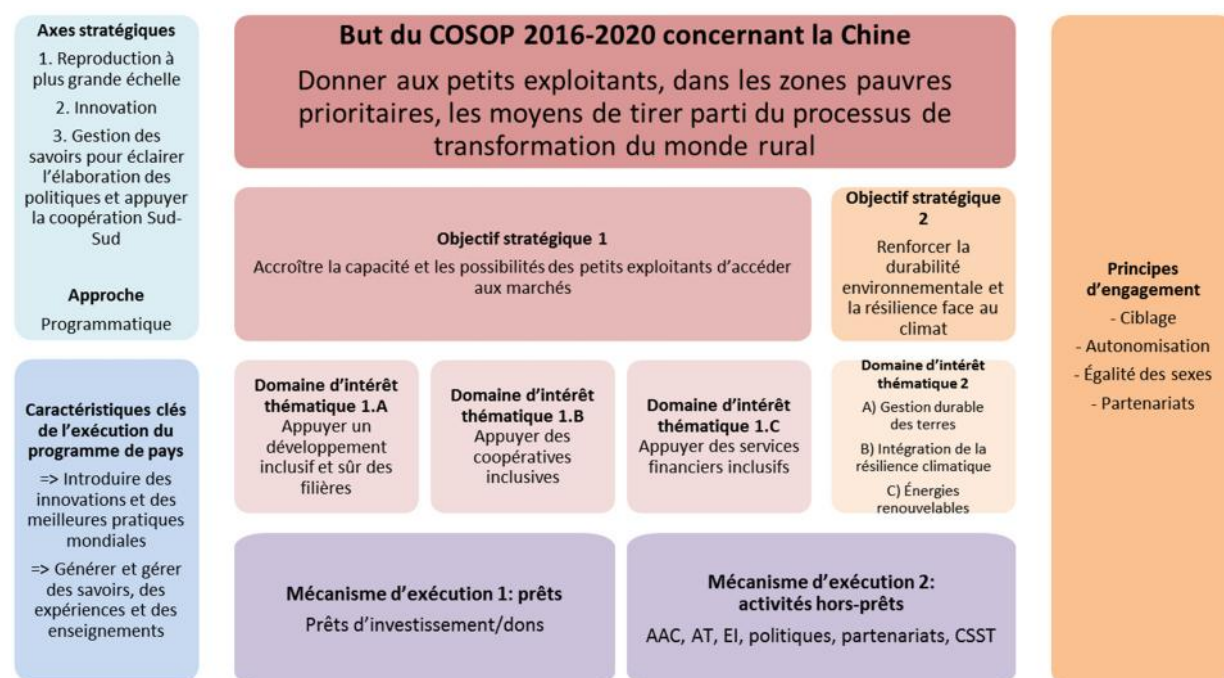 Axes stratégiques
1. Reproduction à
plus grande échelle
2. Innovation
3. Gestion des
savoirs pour éclairer
l’élaboration des
politiques et appuyer
la coopération Sud-
Sud
Approche
Programmatique
Caractéristiques clés
de l’exécution du
programme de pays
=> Introduire des
innovations et des
meilleures pratiques
mondiales
=> Générer et gérer
des savoirs, des
expériences et des
enseignements
But du COSOP 2016-2020 concernant la Chine
Donner aux petits exploitants, dans les zones pauvres
prioritaires, les moyens de tirer parti du processus de
transformation du monde rural
Objectif stratégique 1
Accroître la capacité et les possibilités des petits exploitants d’accéder
aux marchés
Objectif stratégique
2
Renforcer la
durabilité
environnementale et
la résilience face au
climat
Domaine d’intérêt
thématique 1.A
Appuyer un
développement
inclusif et sûr des
filières
Domaine d’intérêt
thématique 1.B
Appuyer des
coopératives
inclusives
Domaine d’intérêt
thématique 1.C
Appuyer des services
financiers inclusifs
Domaine d’intérêt
thématique 2
A) Gestion durable
des terres
B) Intégration de la
résilience climatique
C) Énergies
renouvelables
Mécanisme d’exécution 1: prêts
Prêts d’investissement/dons
Mécanisme d’exécution 2:
activités hors-prêts
AAC, AT, EI, politiques, partenariats, CSST
Principes
d’engagement
- Ciblage
- Autonomisation
- Égalité des sexes
- Partenariats